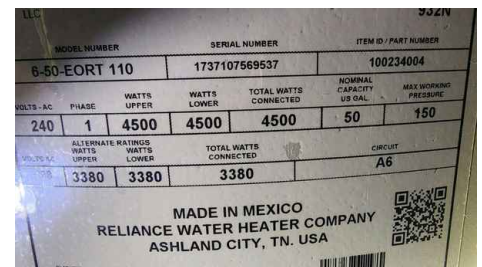 LLC 932N
MODEL NUMBER SERIAL NUMBER ITEM ID / PART NUMBER
6-50-EORT 110 1737107569537 100234004
VOLTS - AC PHASE WATTS UPPER WATTS LOWER TOTAL WATTS CONNECTED NOMINAL CAPACITY US GAL. MAX WORKING PRESSURE
240 1 4500 4500 4500 50 150
ALTERNATE RATINGS
VOLTS AC WATTS UPPER WATTS LOWER TOTAL WATTS CONNECTED CIRCUIT
3380 3380 3380 A6
MADE IN MEXICO
RELIANCE WATER HEATER COMPANY
ASHLAND CITY, TN. USA